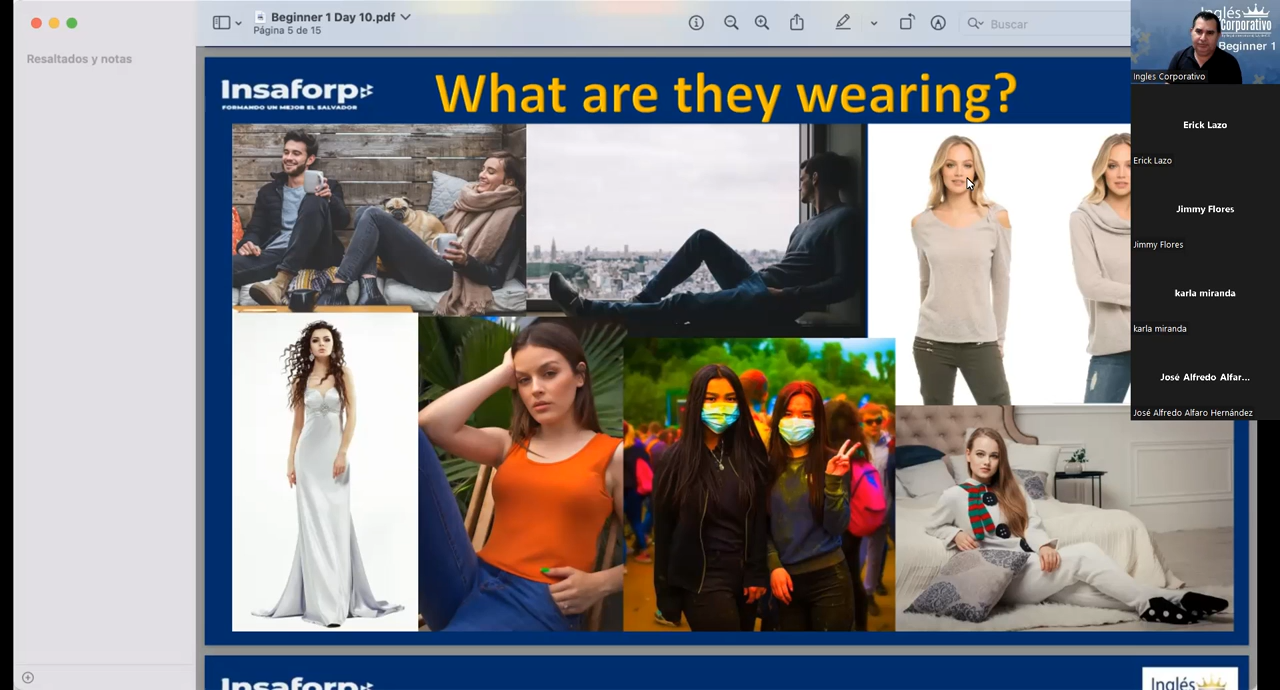 Beginner 1 Day 10.pdf
Página 5 de 15
Buscar
Resaltados y notas
Insaforp
FORMANDO UN MEJOR EL SALVADOR
What are they wearing?
Inglés
Corporativo
Beginner 1
Ingles Corporativo
Erick Lazo
Erick Lazo
Jimmy Flores
Jimmy Flores
karla miranda
karla miranda
José Alfredo Alfar...
José Alfredo Alfaro Hernández
Insaforp
Inglés